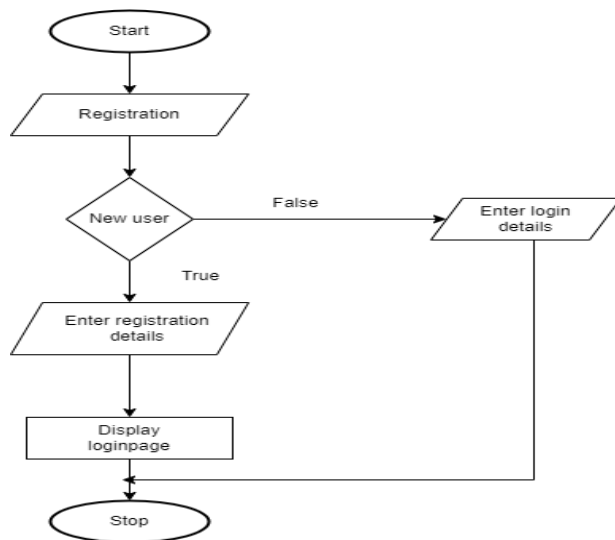 Start
Registration
New user
False
Enter login
details
True
Enter registration
details
Display
loginpage
Stop